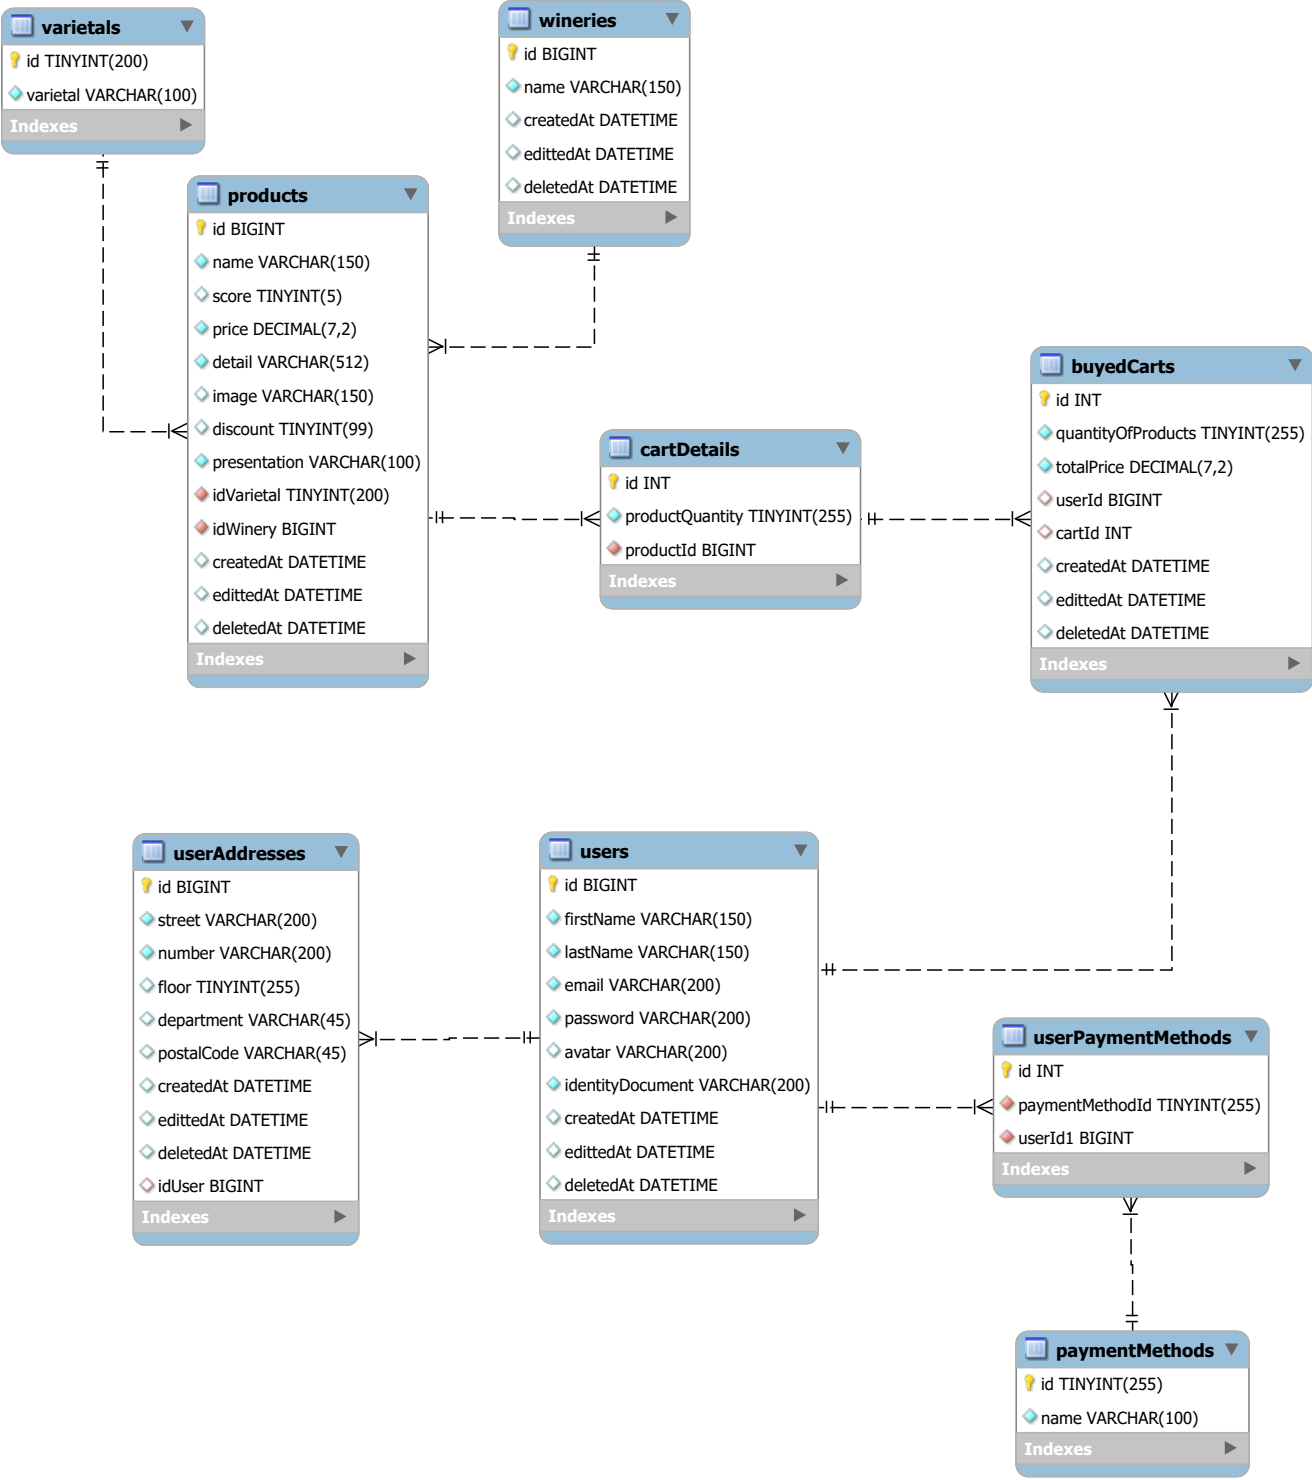 varietals
id TINYINT(200)
varietal VARCHAR(100)
Indexes
wineries
id BIGINT
name VARCHAR(150)
createdAt DATETIME
edittedAt DATETIME
deletedAt DATETIME
Indexes
products
id BIGINT
name VARCHAR(150)
score TINYINT(5)
price DECIMAL(7,2)
detail VARCHAR(512)
image VARCHAR(150)
discount TINYINT(99)
presentation VARCHAR(100)
idVarietal TINYINT(200)
idWinery BIGINT
createdAt DATETIME
edittedAt DATETIME
deletedAt DATETIME
Indexes
cartDetails
id INT
productQuantity TINYINT(255)
productId BIGINT
Indexes
buyedCarts
id INT
quantityOfProducts TINYINT(255)
totalPrice DECIMAL(7,2)
userId BIGINT
cartId INT
createdAt DATETIME
edittedAt DATETIME
deletedAt DATETIME
Indexes
userAddresses
id BIGINT
street VARCHAR(200)
number VARCHAR(200)
floor TINYINT(255)
department VARCHAR(45)
postalCode VARCHAR(45)
createdAt DATETIME
edittedAt DATETIME
deletedAt DATETIME
idUser BIGINT
Indexes
users
id BIGINT
firstName VARCHAR(150)
lastName VARCHAR(150)
email VARCHAR(200)
password VARCHAR(200)
avatar VARCHAR(200)
identityDocument VARCHAR(200)
createdAt DATETIME
edittedAt DATETIME
deletedAt DATETIME
Indexes
userPaymentMethods
id INT
paymentMethodId TINYINT(255)
userId1 BIGINT
Indexes
paymentMethods
id TINYINT(255)
name VARCHAR(100)
Indexes